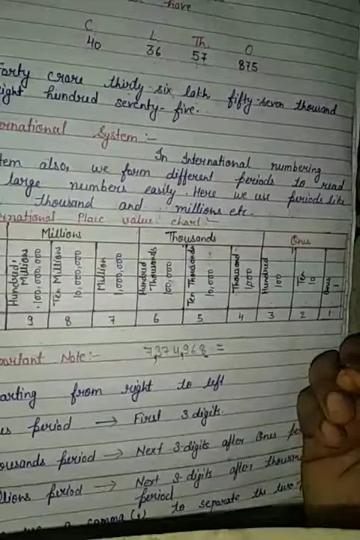 have
C. L Th. O
40 36 57 875
Forty crore thirty-six lakh fifty-seven thousand
eight hundred seventy-five.
International System :-
In International numbering
system also, we form different periods to read
large numbers easily. Here we use periods like
thousand and millions etc.
International Place value chart:-
Millions Thousands Ones
Hundred Millions 100,000,000 Ten Millions 10,000,000 Million 1,000,000 Hundred Thousands 100,000 Ten Thousands 10,000 Thousand 1000 Hundred 100 Ten 10 Ones 1
9 8 7 6 5 4 3 2 1
Important Note:- 7,374,968 =
Starting from right to left
Ones period → First 3 digits.
Thousands period → Next 3-digits after Ones
Millions period → Next 3-digits after
period
a comma (,) to separate the two